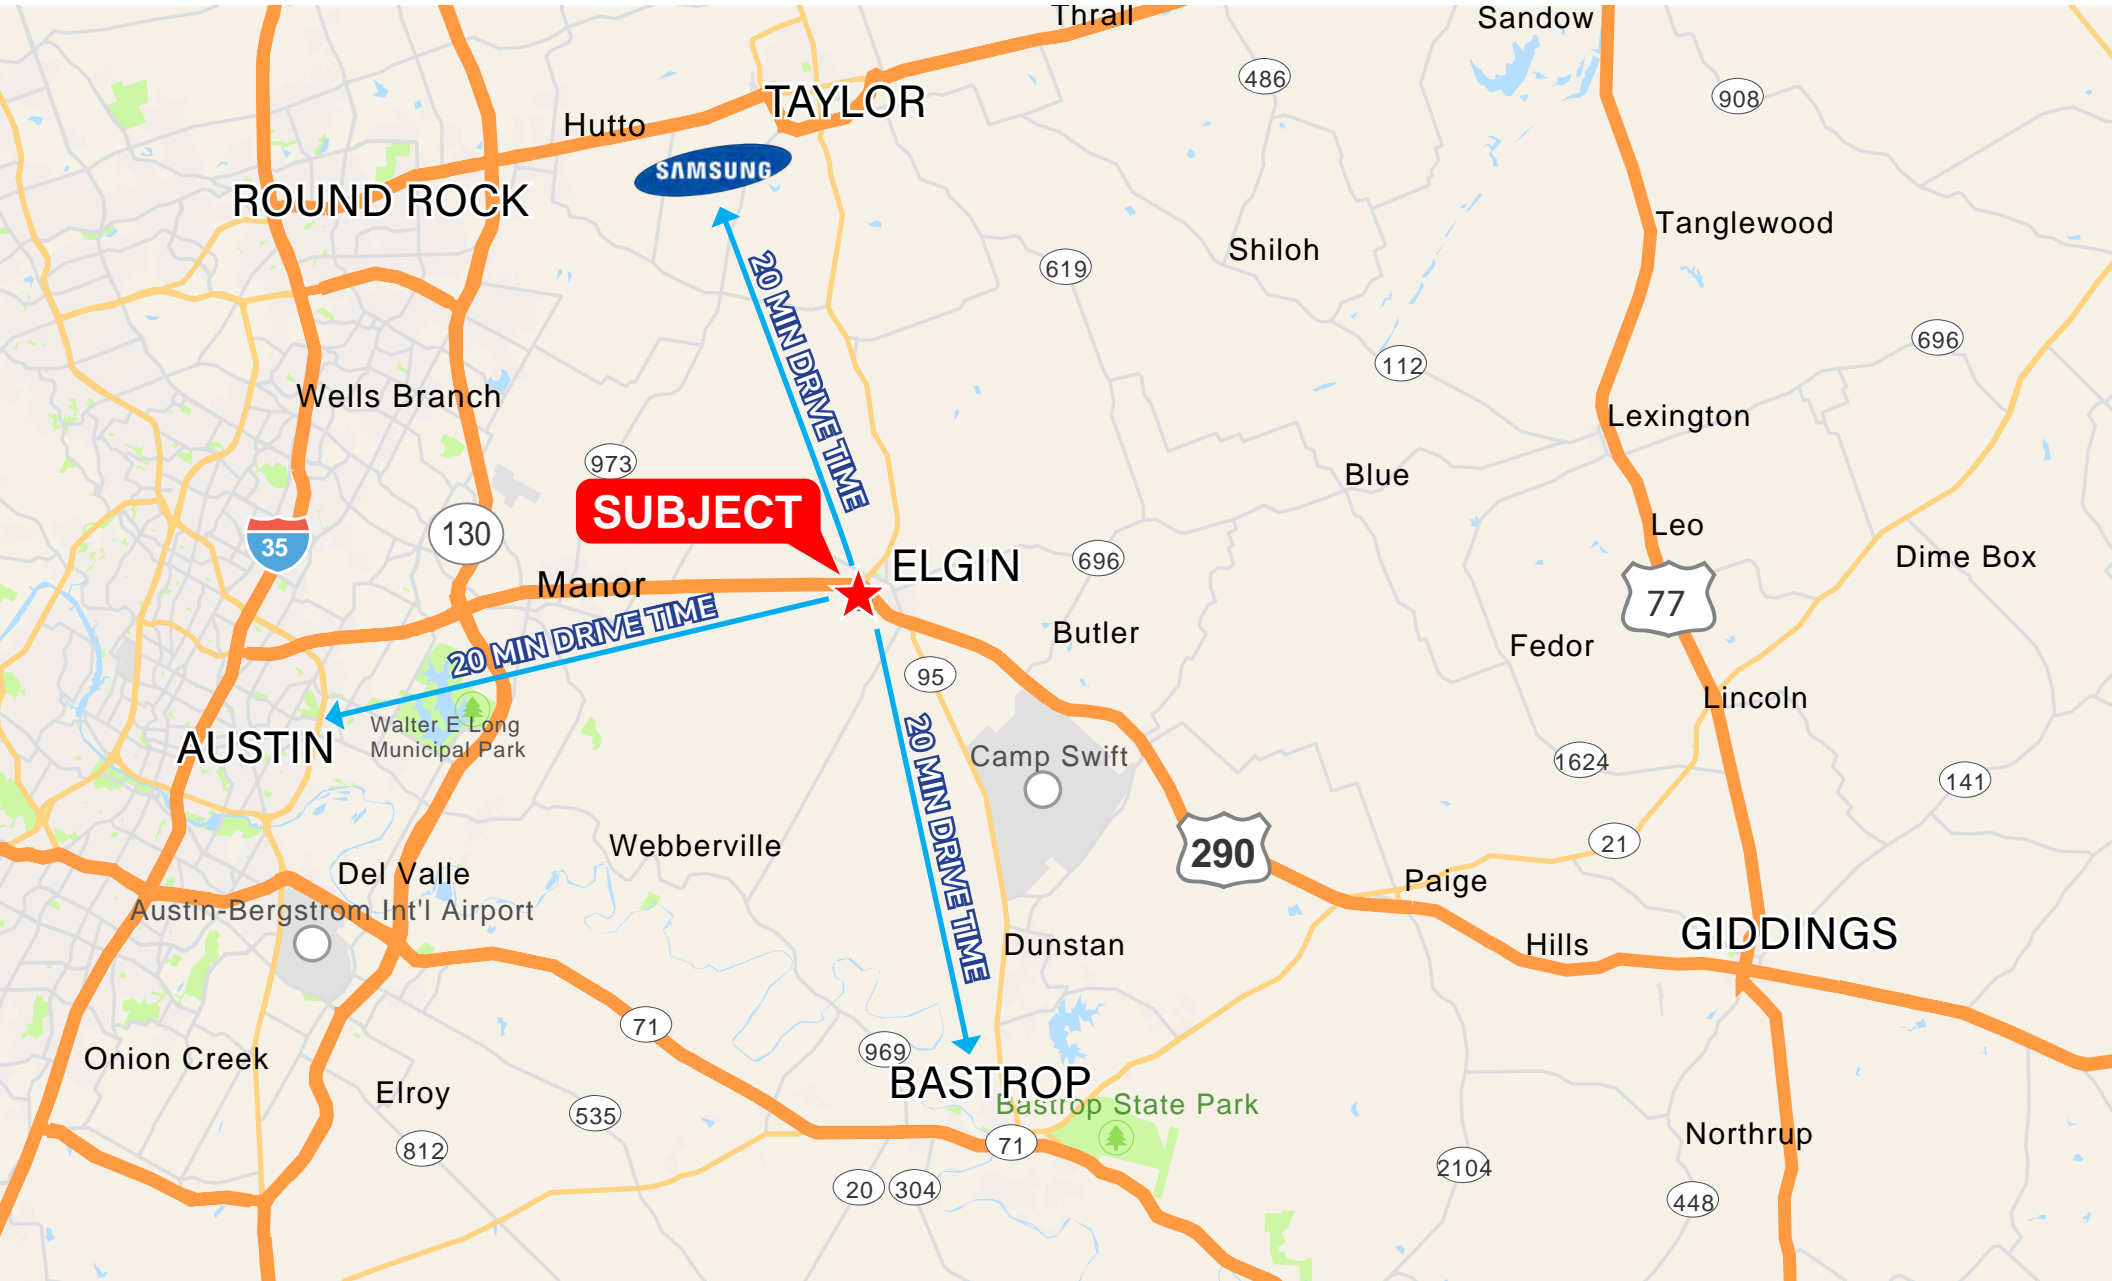 Thrall
Sandow
486
908
TAYLOR
Hutto
SAMSUNG
ROUND ROCK
Tanglewood
Shiloh
619
20 MIN DRIVE TIME
696
112
Wells Branch
Lexington
973
Blue
SUBJECT
130
35
Leo
ELGIN
696
Dime Box
Manor
77
20 MIN DRIVE TIME
Butler
Fedor
95
Lincoln
Walter E Long
Municipal Park
AUSTIN
Camp Swift
1624
141
20 MIN DRIVE TIME
Webberville
290
21
Del Valle
Paige
Austin-Bergstrom Int'l Airport
Dunstan
Hills
GIDDINGS
71
969
Onion Creek
BASTROP
Elroy
Bastrop State Park
535
812
71
Northrup
2104
20
304
448